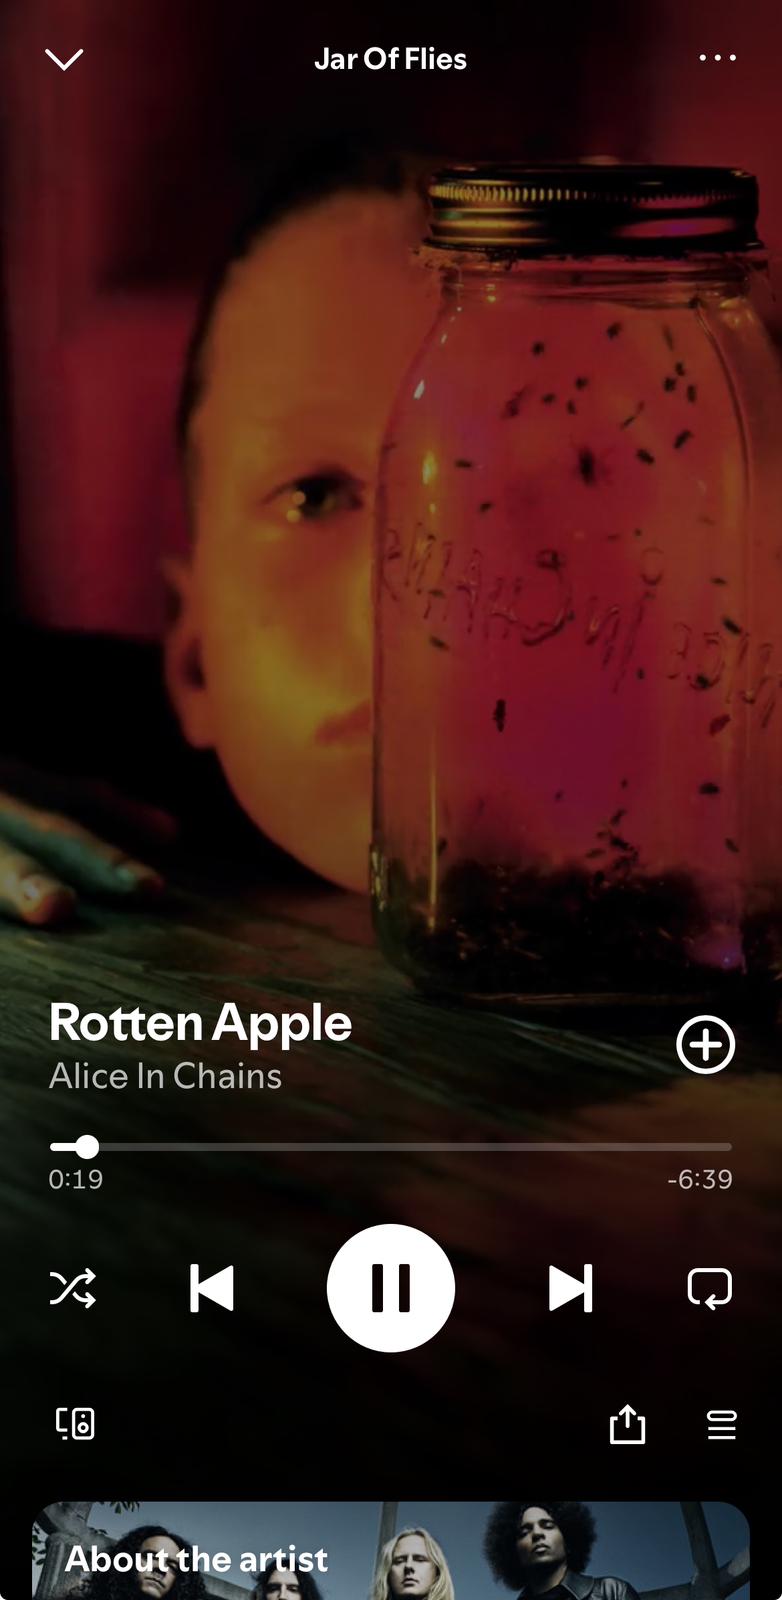 Jar Of Flies
Rotten Apple
Alice In Chains
0:19
-6:39
About the artist